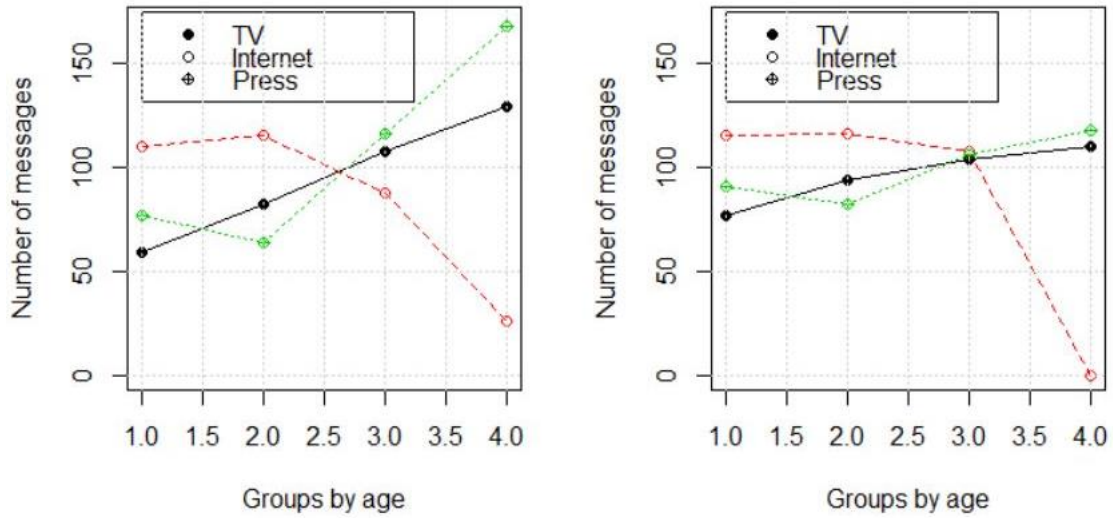 TV
Internet
Press
Number of messages
150
100
50
0
1.0 1.5 2.0 2.5 3.0 3.5 4.0
Groups by age
TV
Internet
Press
Number of messages
150
100
50
0
1.0 1.5 2.0 2.5 3.0 3.5 4.0
Groups by age